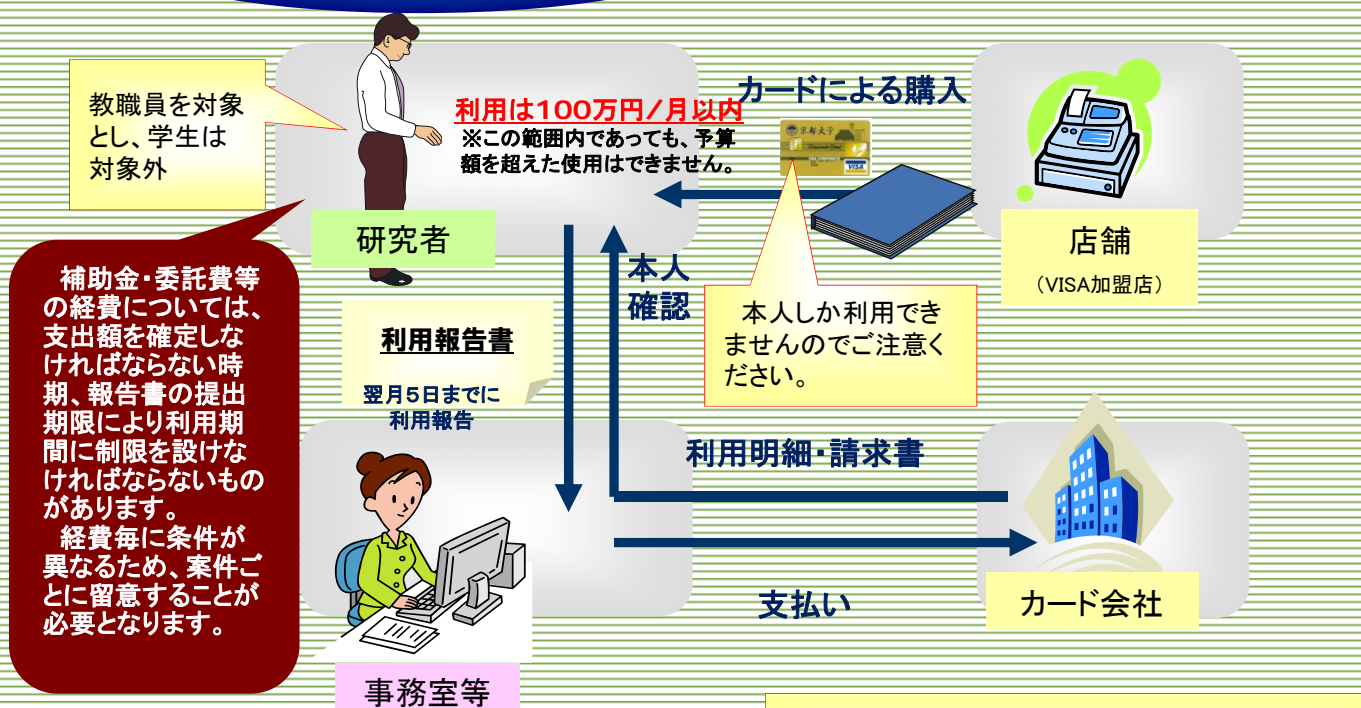 教職員を対象
とし、学生は
対象外
利用は100万円/月以内
※この範囲内であっても、予算
額を超えた使用はできません。
カードによる購入
京都大学
VISA
研究者
店舗
(VISA加盟店)
本人
確認
本人しか利用でき
ませんのでご注意く
ださい。
補助金・委託費等
の経費については、
支出額を確定しな
ければならない時
期、報告書の提出
期限により利用期
間に制限を設けな
ければならないもの
があります。
経費毎に条件が
異なるため、案件ご
とに留意することが
必要となります。
利用報告書
翌月5日までに
利用報告
利用明細・請求書
支払い
カード会社
事務室等